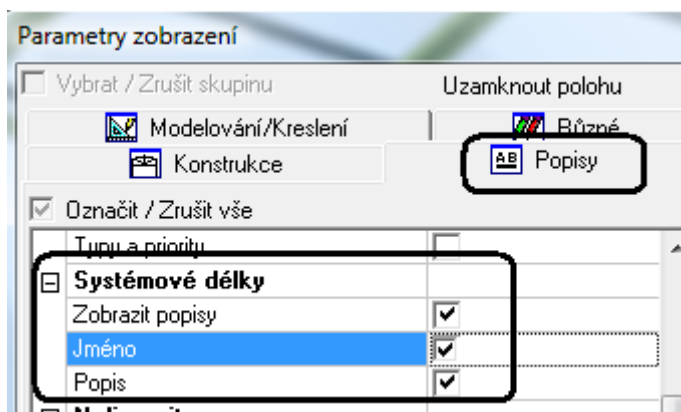 Parametry zobrazení
Vybrat / Zrušit skupinu Uzamknout polohu
Modelování/Kreslení Různé
Konstrukce AB Popisy
Označit / Zrušit vše
Typy a priority
Systémové délky
Zobrazit popisy
Jméno
Popis